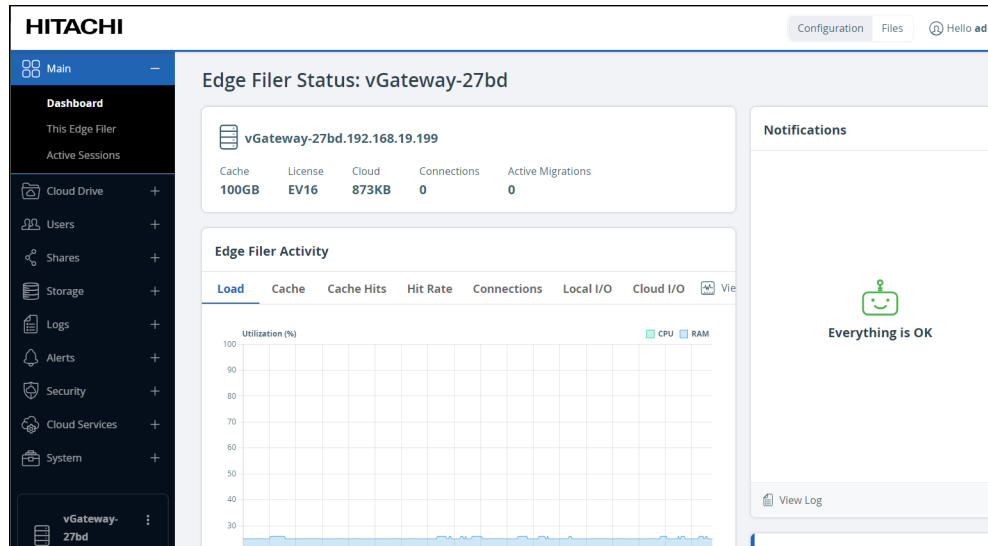 HITACHI
Configuration Files Hello ad
Main
Dashboard
This Edge Filer
Active Sessions
Cloud Drive
Users
Shares
Storage
Logs
Alerts
Security
Cloud Services
System
vGateway-
27bd
Edge Filer Status: vGateway-27bd
vGateway-27bd.192.168.19.199
Cache License Cloud Connections Active Migrations
100GB EV16 873KB 0 0
Edge Filer Activity
Load Cache Cache Hits Hit Rate Connections Local I/O Cloud I/O Vie
Utilization (%)
CPU RAM
100
90
80
70
60
50
40
30
Notifications
Everything is OK
View Log